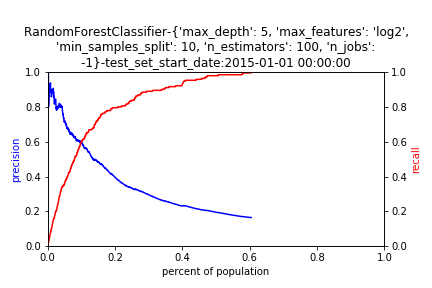 RandomForestClassifier-{'max_depth': 5, 'max_features': 'log2',
'min_samples_split': 10, 'n_estimators': 100, 'n_jobs':
-1}-test_set_start_date:2015-01-01 00:00:00
1.0 1.0
0.8 0.8
0.6 0.6
0.4 0.4
0.2 0.2
0.0 0.0
precision
recall
0.0 0.2 0.4 0.6 0.8 1.0
percent of population